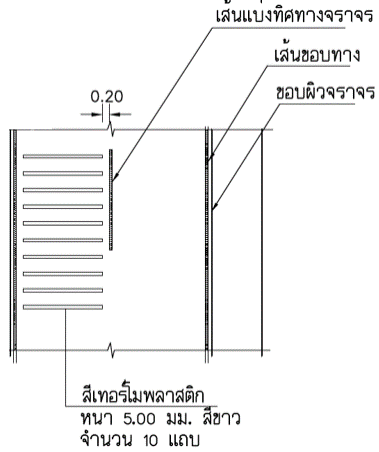 เส้นแบ่งทิศทางจราจร
เส้นขอบทาง
ขอบผิวจราจร
0.20
สีเทอร์โมพลาสติก
หนา 5.00 มม. สีขาว
จำนวน 10 แถบ